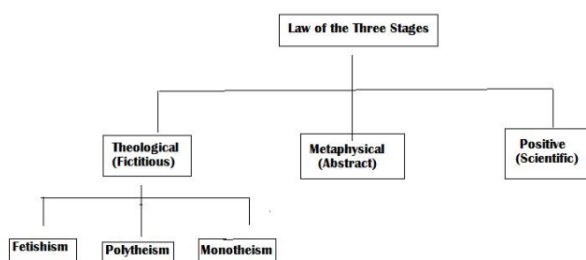 Law of the Three Stages
Theological
(Fictitious)
Metaphysical
(Abstract)
Positive
(Scientific)
Fetishism
Polytheism
Monotheism